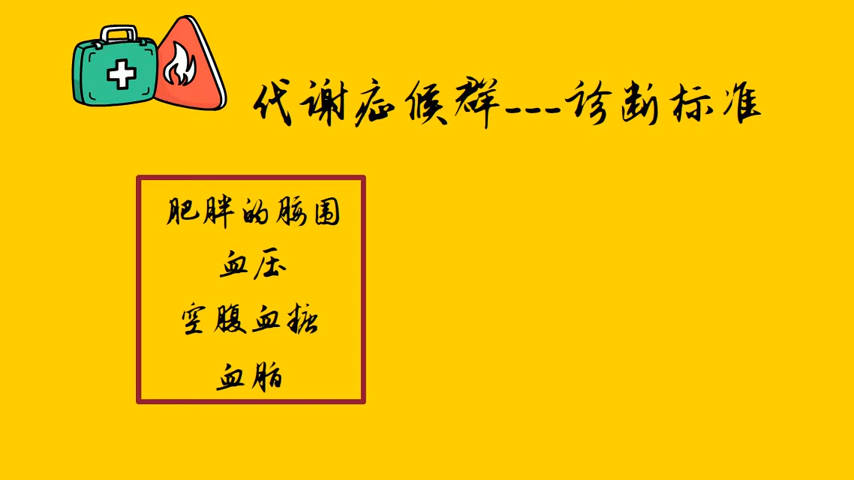 代谢症候群---诊断标准
肥胖的腰围
血压
空腹血糖
血脂